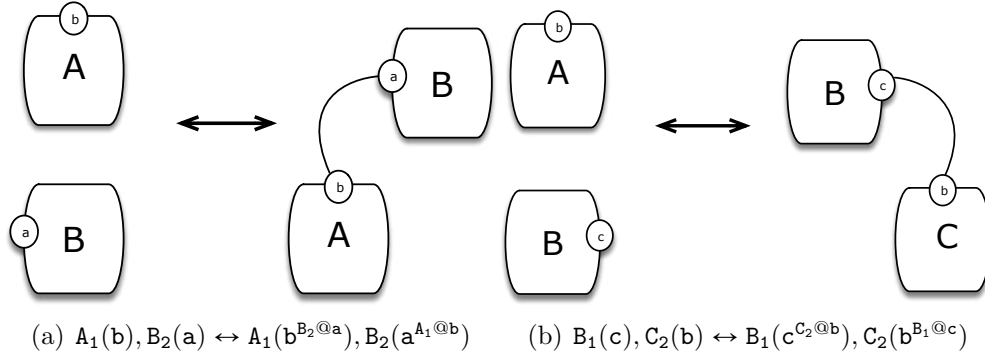 b
A
a
B
a
B
b
A
b
A
B
c
B
c
b
C
(a) A₁(b), B₂(a) ↔ A₁(b^{B₂@a}), B₂(a^{A₁@b})
(b) B₁(c), C₂(b) ↔ B₁(c^{C₂@b}), C₂(b^{B₁@c})